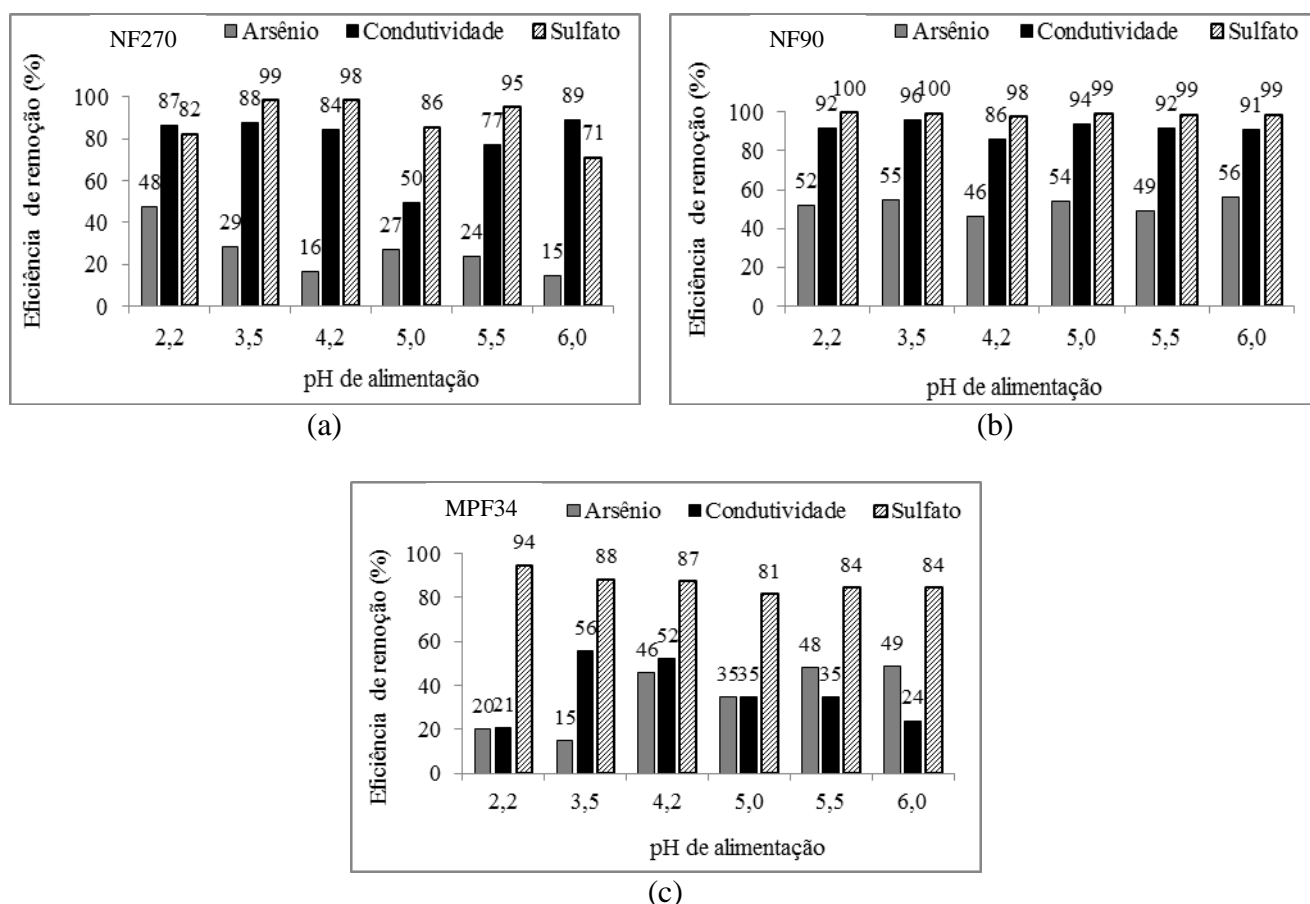 NF270
Arsênio Condutividade Sulfato
Eficiência de remoção (%)
100
80
60
40
20
0
48 87 82
29 88 99
16 84 98
27 50 86
24 77 95
15 89 71
2,2 3,5 4,2 5,0 5,5 6,0
pH de alimentação
(a)
NF90
Arsênio Condutividade Sulfato
Eficiência de remoção (%)
100
80
60
40
20
0
52 92 100
55 96 100
46 86 98
54 94 99
49 92 99
56 91 99
2,2 3,5 4,2 5,0 5,5 6,0
pH de alimentação
(b)
MPF34
Arsênio Condutividade Sulfato
Eficiência de remoção (%)
100
80
60
40
20
0
20 21 94
15 56 88
46 52 87
35 35 81
48 35 84
49 24 84
2,2 3,5 4,2 5,0 5,5 6,0
pH de alimentação
(c)